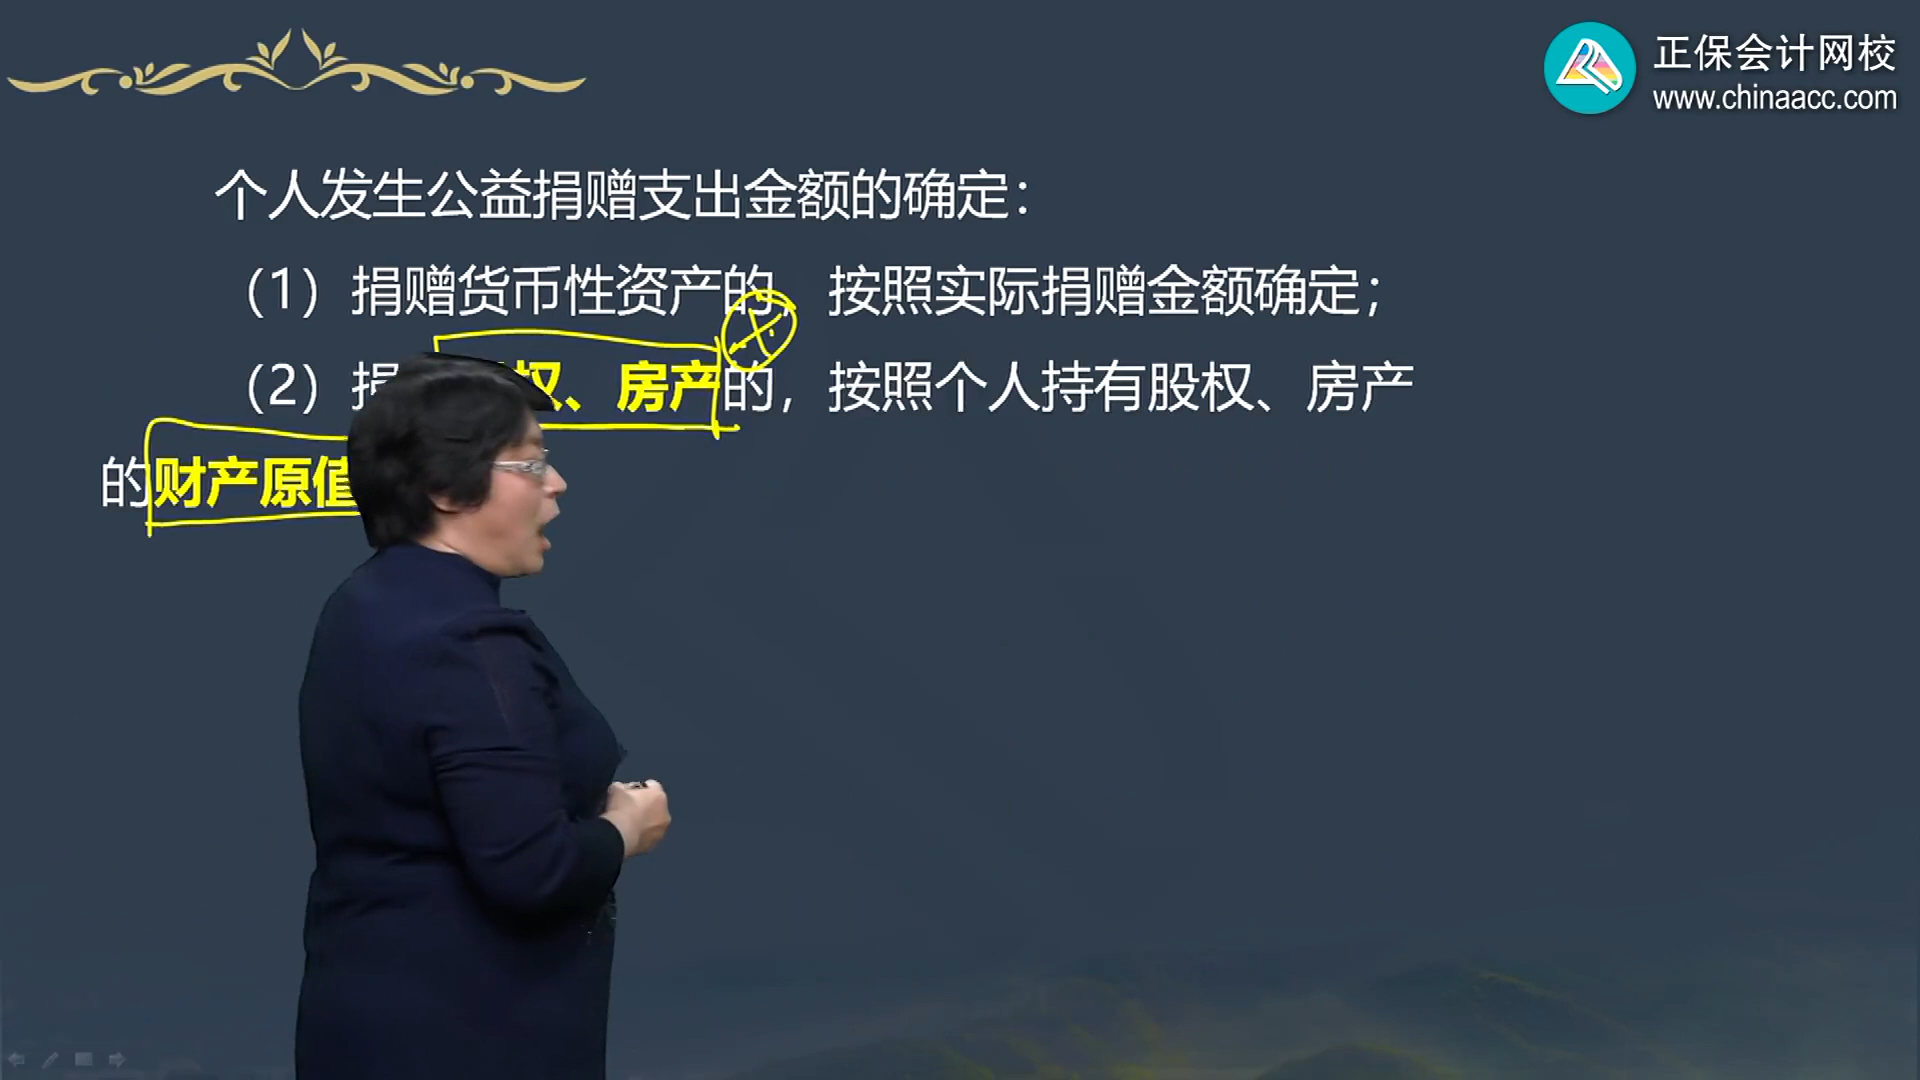 正保会计网校
www.chinaacc.com
个人发生公益捐赠支出金额的确定：
（1）捐赠货币性资产的，按照实际捐赠金额确定；
（2）捐 权、房产的，按照个人持有股权、房产
的财产原值